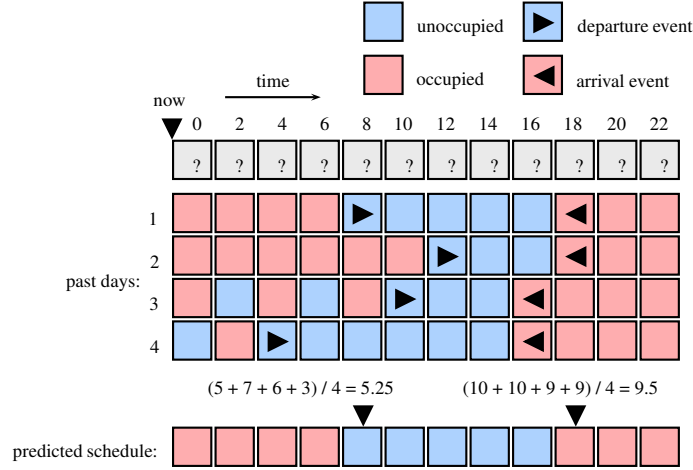 unoccupied departure event
occupied arrival event
time
now
0 2 4 6 8 10 12 14 16 18 20 22
? ? ? ? ? ? ? ? ? ? ? ?
1
2
past days:
3
4
(5 + 7 + 6 + 3) / 4 = 5.25 (10 + 10 + 9 + 9) / 4 = 9.5
predicted schedule: